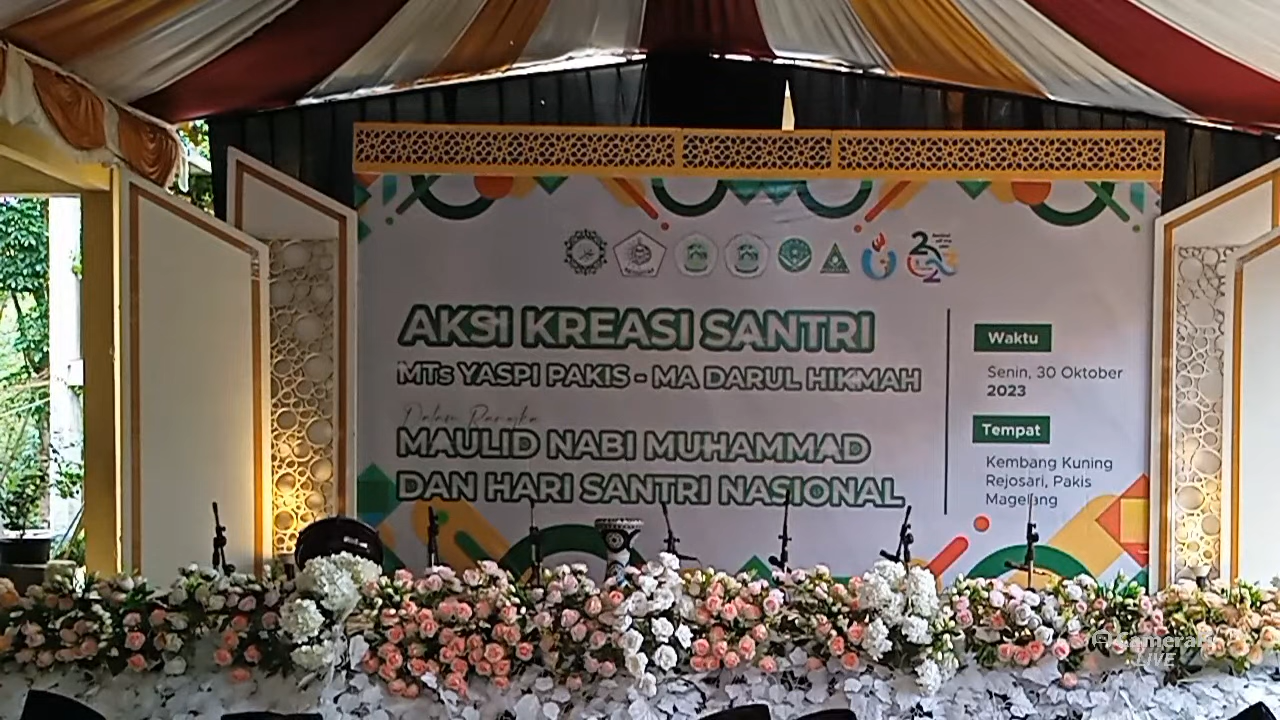 AKSI KREASI SANTRI
MTs YASPI PAKIS - MA DARUL HIKMAH
Dalam Rangka
MAULID NABI MUHAMMAD
DAN HARI SANTRI NASIONAL
Waktu
Senin, 30 Oktober
2023
Tempat
Kembang Kuning
Rejosari, Pakis
Magelang
LIVE